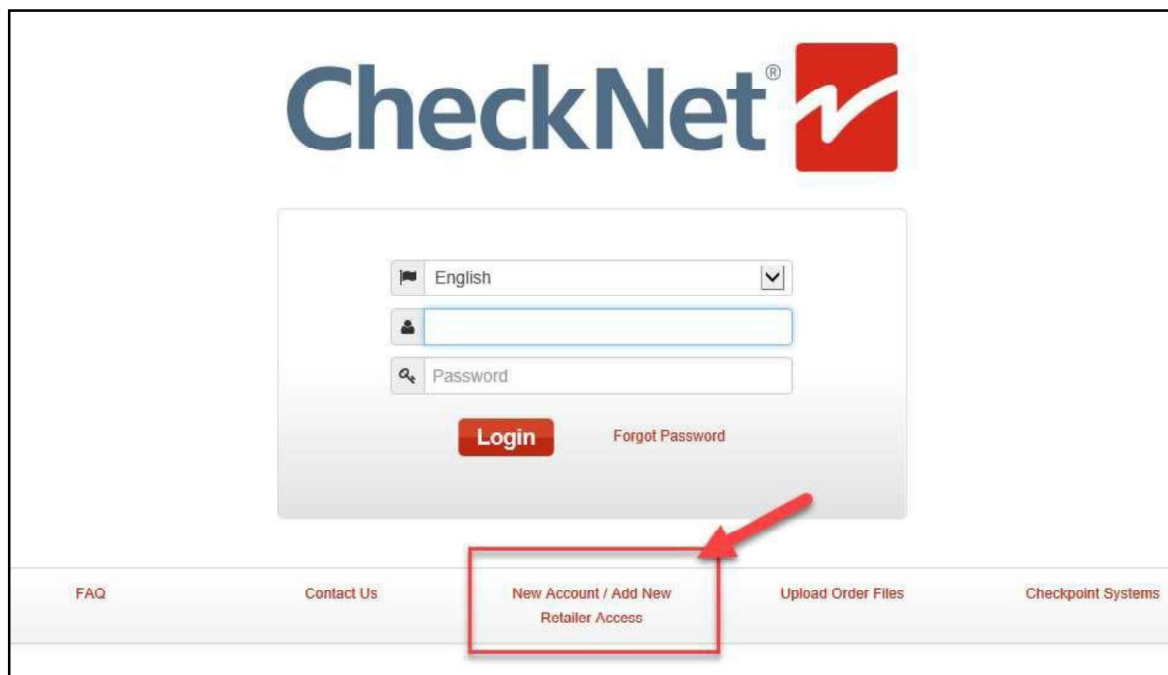 CheckNet®
English
Password
Login
Forgot Password
FAQ
Contact Us
New Account / Add New
Retailer Access
Upload Order Files
Checkpoint Systems